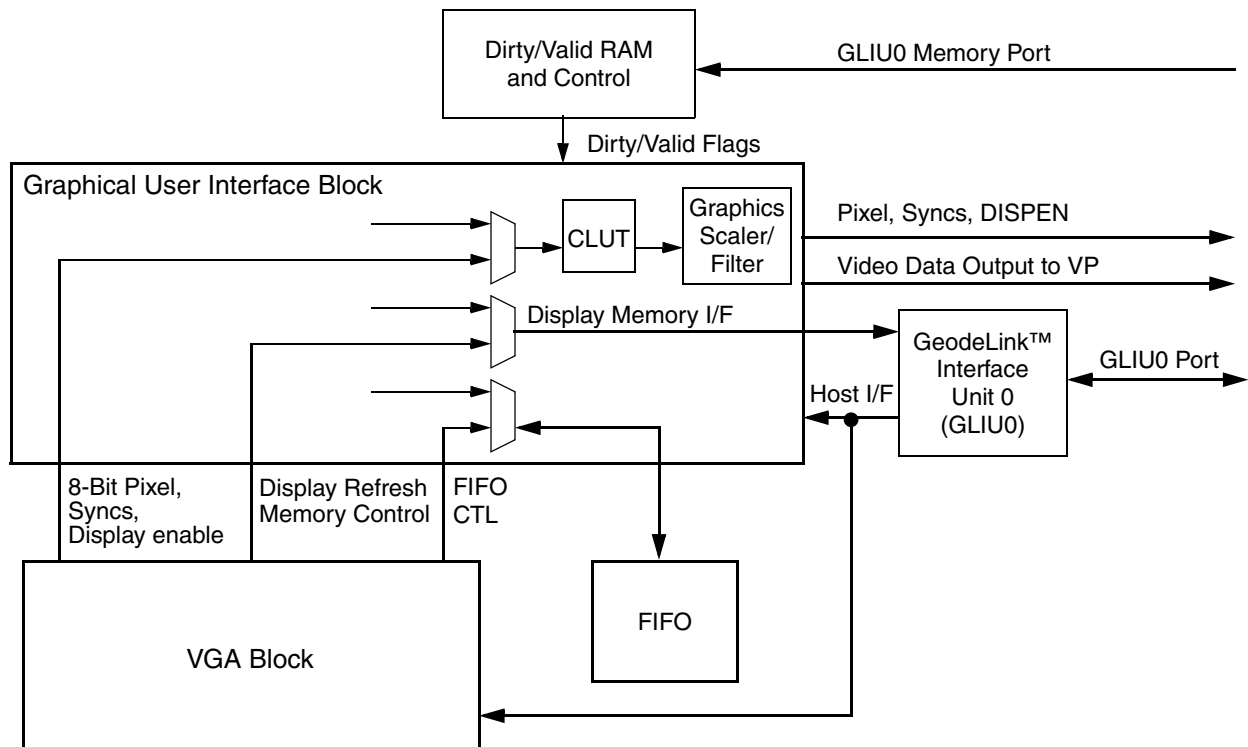 Dirty/Valid RAM
and Control
GLIU0 Memory Port
Dirty/Valid Flags
Graphical User Interface Block
CLUT
Graphics
Scaler/
Filter
Pixel, Syncs, DISPEN
Video Data Output to VP
Display Memory I/F
GeodeLink™
Interface
Unit 0
(GLIU0)
GLIU0 Port
Host I/F
8-Bit Pixel,
Syncs,
Display enable
Display Refresh
Memory Control
FIFO
CTL
FIFO
VGA Block